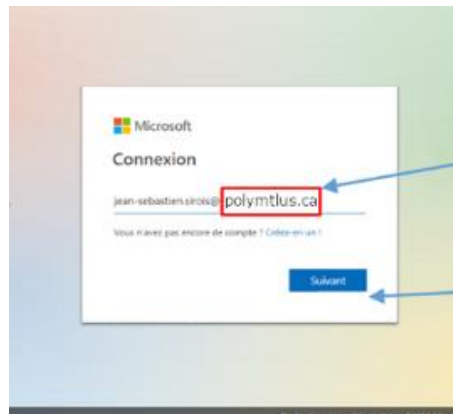 Microsoft
Connexion
jean-sebastien.sirois@ polymtlus.ca
Vous n'avez pas encore de compte ? Créez-en un !
Suivant